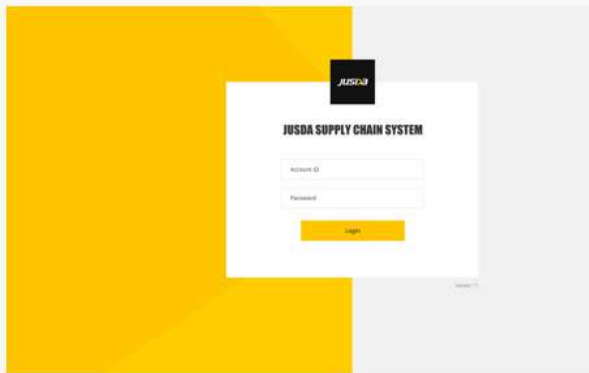 JUSDA
JUSDA SUPPLY CHAIN SYSTEM
Account ID
Password
Login